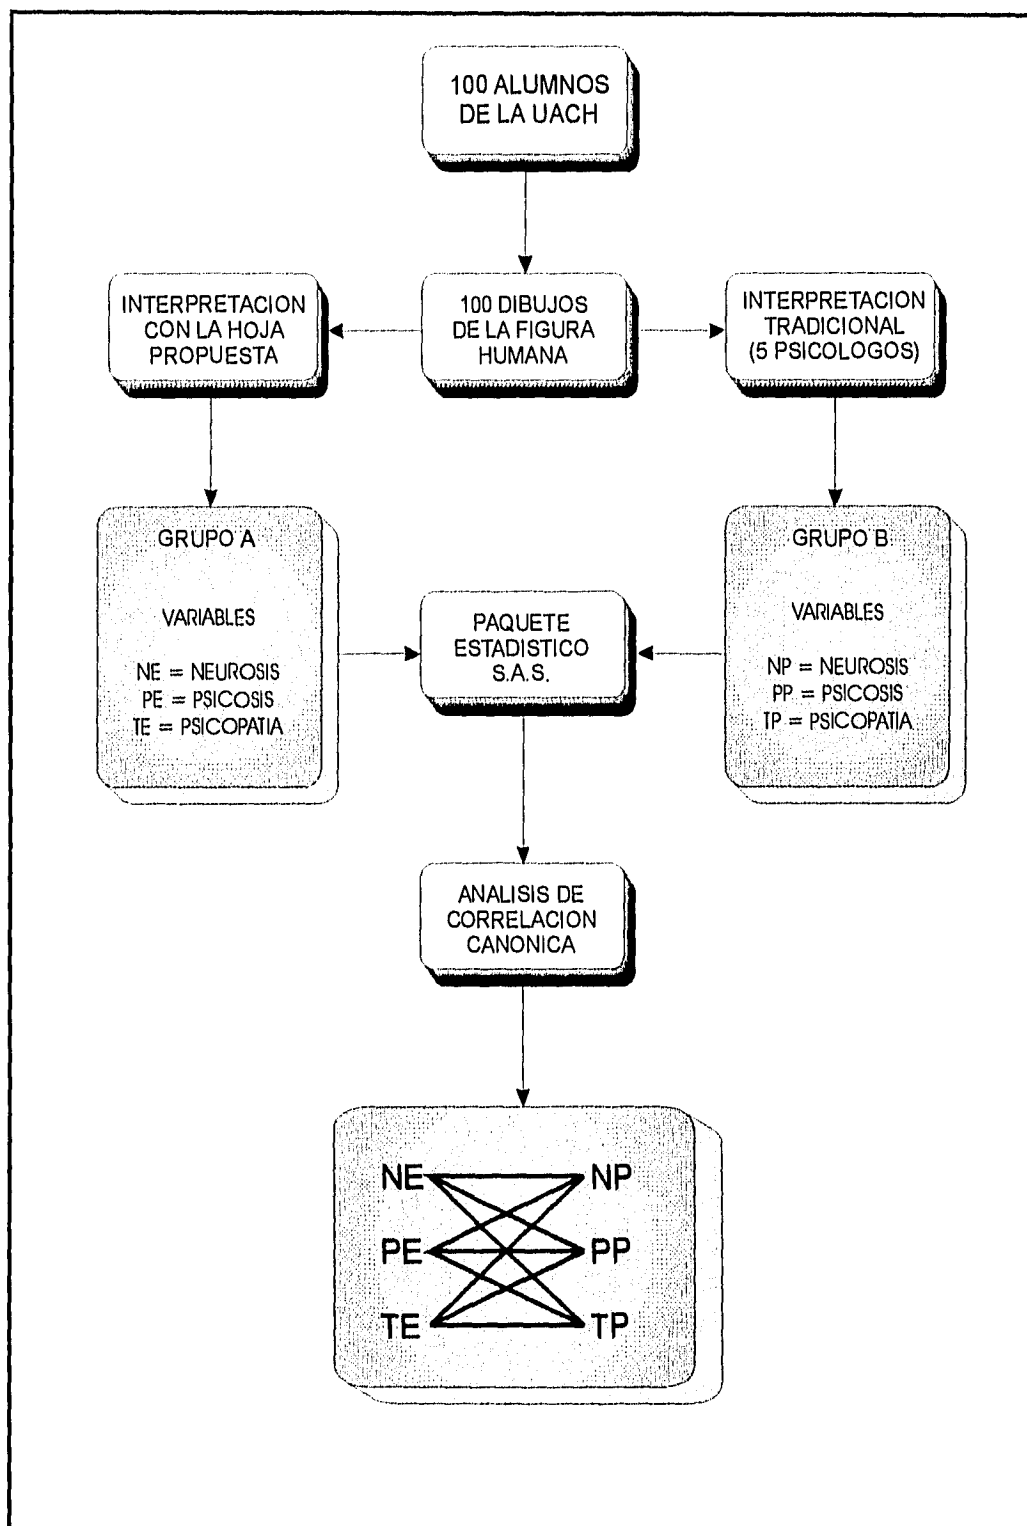 100 ALUMNOS
DE LA UACH
INTERPRETACION
CON LA HOJA
PROPUESTA
100 DIBUJOS
DE LA FIGURA
HUMANA
INTERPRETACION
TRADICIONAL
(5 PSICOLOGOS)
GRUPO A
VARIABLES
NE = NEUROSIS
PE = PSICOSIS
TE = PSICOPATIA
PAQUETE
ESTADISTICO
S.A.S.
GRUPO B
VARIABLES
NP = NEUROSIS
PP = PSICOSIS
TP = PSICOPATIA
ANALISIS DE
CORRELACION
CANONICA
NE NP
PE PP
TE TP